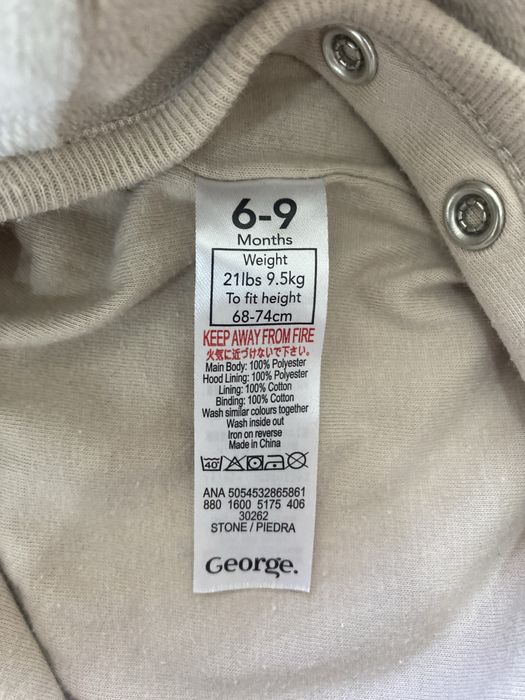 6-9
Months
Weight
21lbs 9.5kg
To fit height
68-74cm
KEEP AWAY FROM FIRE
火気に近づけないで下さい。
Main Body: 100% Polyester
Hood Lining: 100% Polyester
Lining: 100% Cotton
Binding: 100% Cotton
Wash similar colours together
Wash inside out
Iron on reverse
Made in China
40°
ANA 5054532865861
880 1600 5175 406
30262
STONE / PIEDRA
George.